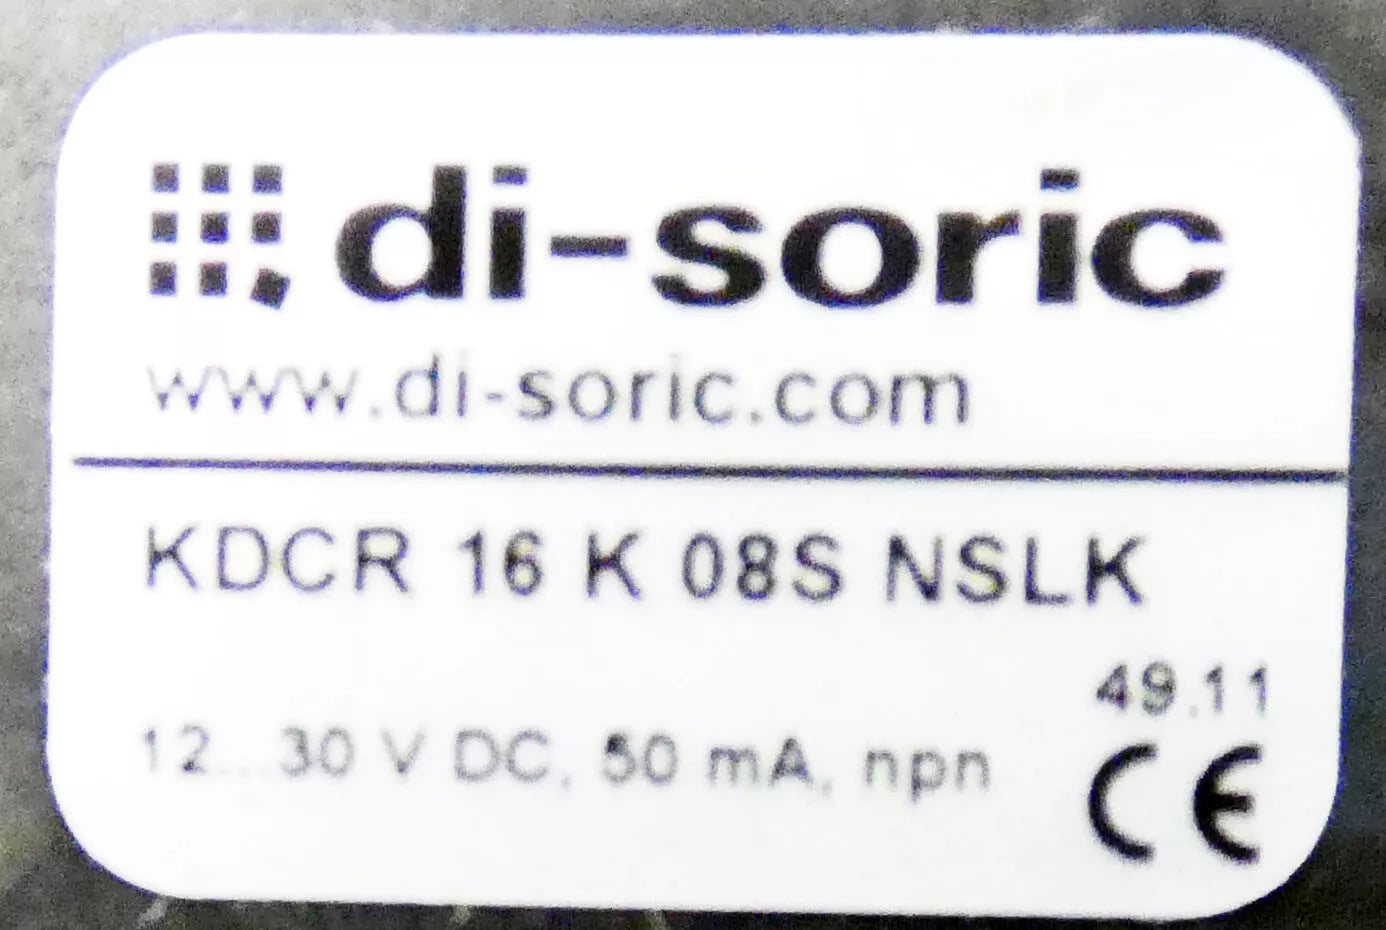 di-soric
www.di-soric.com
KDCR 16 K 08S NSLK
49.11
12...30 V DC, 50 mA, npn
CE